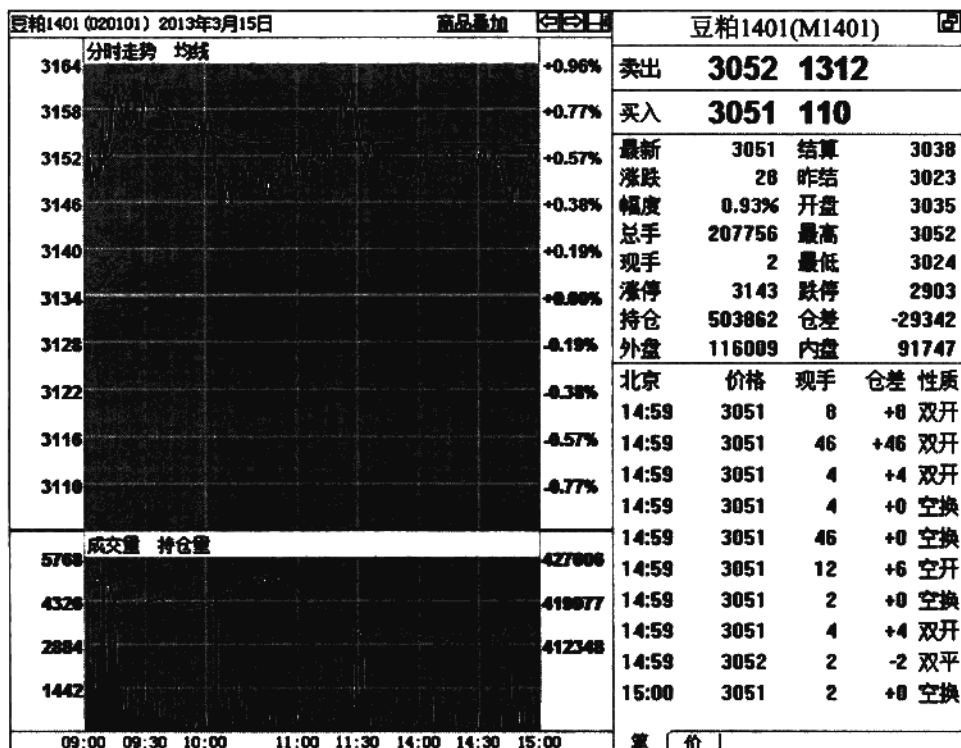 豆粕1401 (020101) 2013年3月15日 商品叠加
分时走势 均线
3164 +0.96%
3158 +0.77%
3152 +0.57%
3146 +0.38%
3140 +0.19%
3134 +0.00%
3128 -0.19%
3122 -0.38%
3116 -0.57%
3110 -0.77%
成交量 持仓量
5768 427606
4326 419977
2884 412348
1442
09:00 09:30 10:00 11:00 11:30 14:00 14:30 15:00
豆粕1401(M1401)
卖出 3052 1312
买入 3051 110
最新 3051 结算 3038
涨跌 28 昨结 3023
幅度 0.93% 开盘 3035
总手 207756 最高 3052
现手 2 最低 3024
涨停 3143 跌停 2903
持仓 503862 仓差 -29342
外盘 116009 内盘 91747
北京 价格 现手 仓差 性质
14:59 3051 8 +8 双开
14:59 3051 46 +46 双开
14:59 3051 4 +4 双开
14:59 3051 4 +0 空换
14:59 3051 46 +0 空换
14:59 3051 12 +6 空开
14:59 3051 2 +0 空换
14:59 3051 4 +4 双开
14:59 3052 2 -2 双平
15:00 3051 2 +0 空换
笔 价